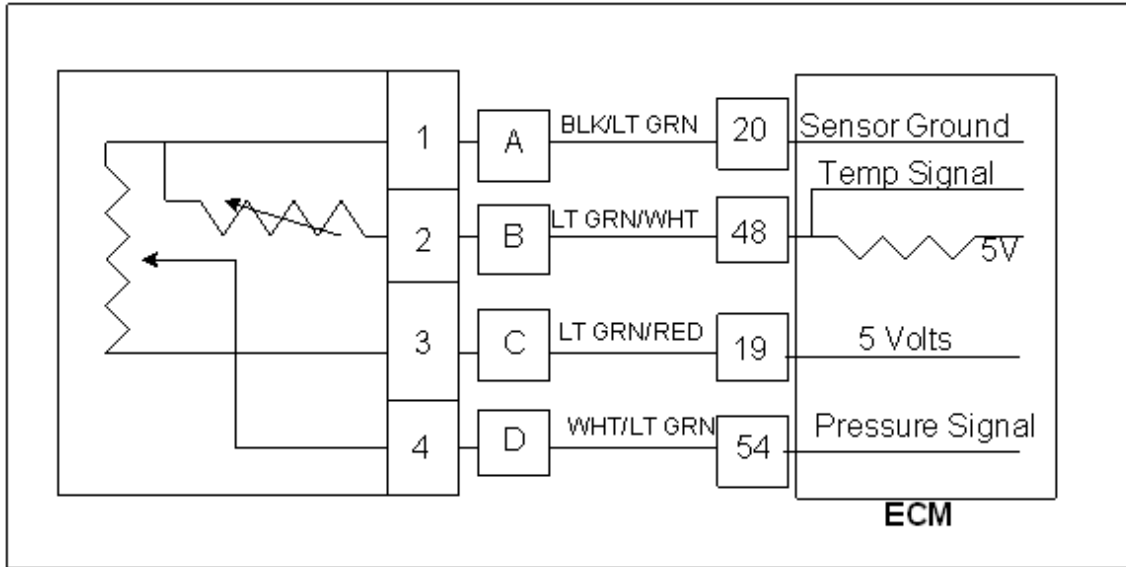 1 A BLK/LT GRN 20 Sensor Ground
Temp Signal
2 B LT GRN/WHT 48 5V
3 C LT GRN/RED 19 5 Volts
4 D WHT/LT GRN 54 Pressure Signal
ECM